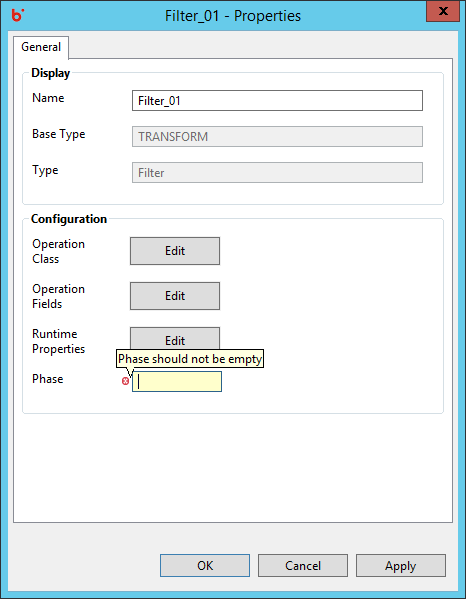 Filter_01 - Properties
General
Display
Name
Filter_01
Base Type
TRANSFORM
Type
Filter
Configuration
Operation
Class
Edit
Operation
Fields
Edit
Runtime
Properties
Edit
Phase should not be empty
Phase
OK
Cancel
Apply